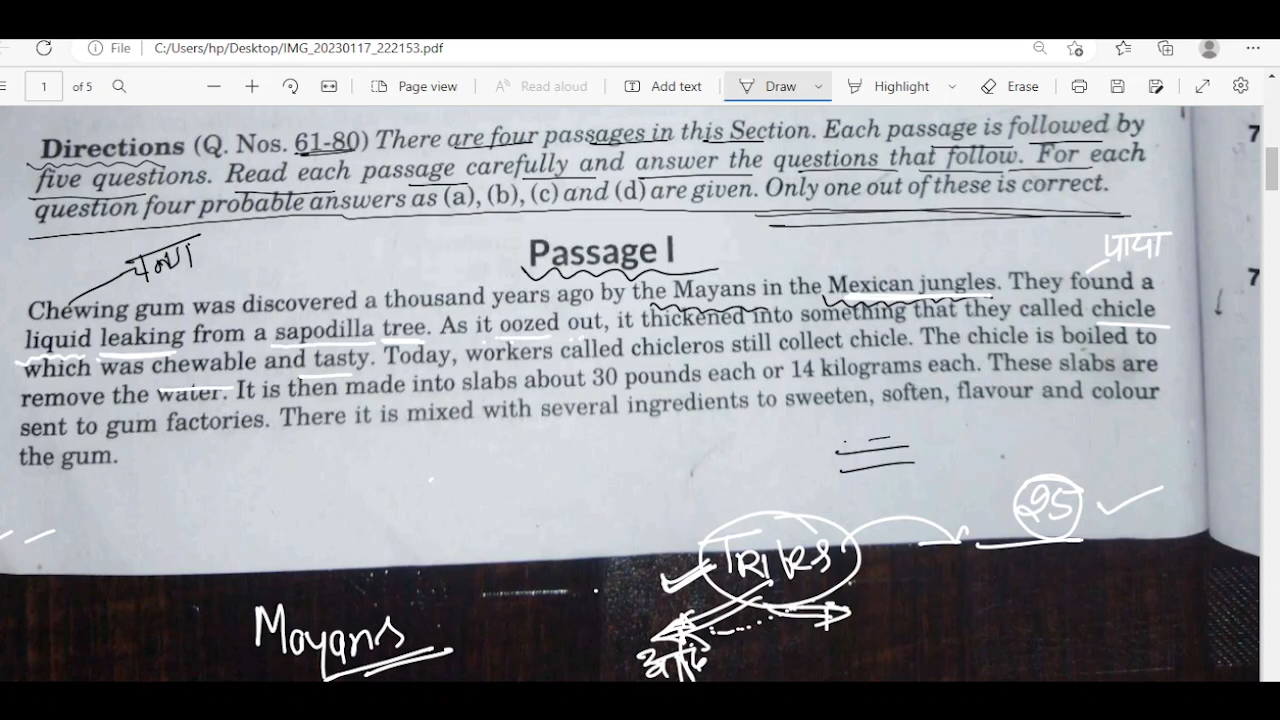 File C:/Users/hp/Desktop/IMG_20230117_222153.pdf
1 of 5 Page view Read aloud Add text Draw Highlight Erase
Directions (Q. Nos. 61-80) There are four passages in this Section. Each passage is followed by
five questions. Read each passage carefully and answer the questions that follow. For each
question four probable answers as (a), (b), (c) and (d) are given. Only one out of these is correct.
7
Passage I
पाया
Chewing gum was discovered a thousand years ago by the Mayans in the Mexican jungles. They found a
7
liquid leaking from a sapodilla tree. As it oozed out, it thickened into something that they called chicle
which was chewable and tasty. Today, workers called chicleros still collect chicle. The chicle is boiled to
remove the water. It is then made into slabs about 30 pounds each or 14 kilograms each. These slabs are
sent to gum factories. There it is mixed with several ingredients to sweeten, soften, flavour and colour
the gum.
25
TRIBES
Mayans